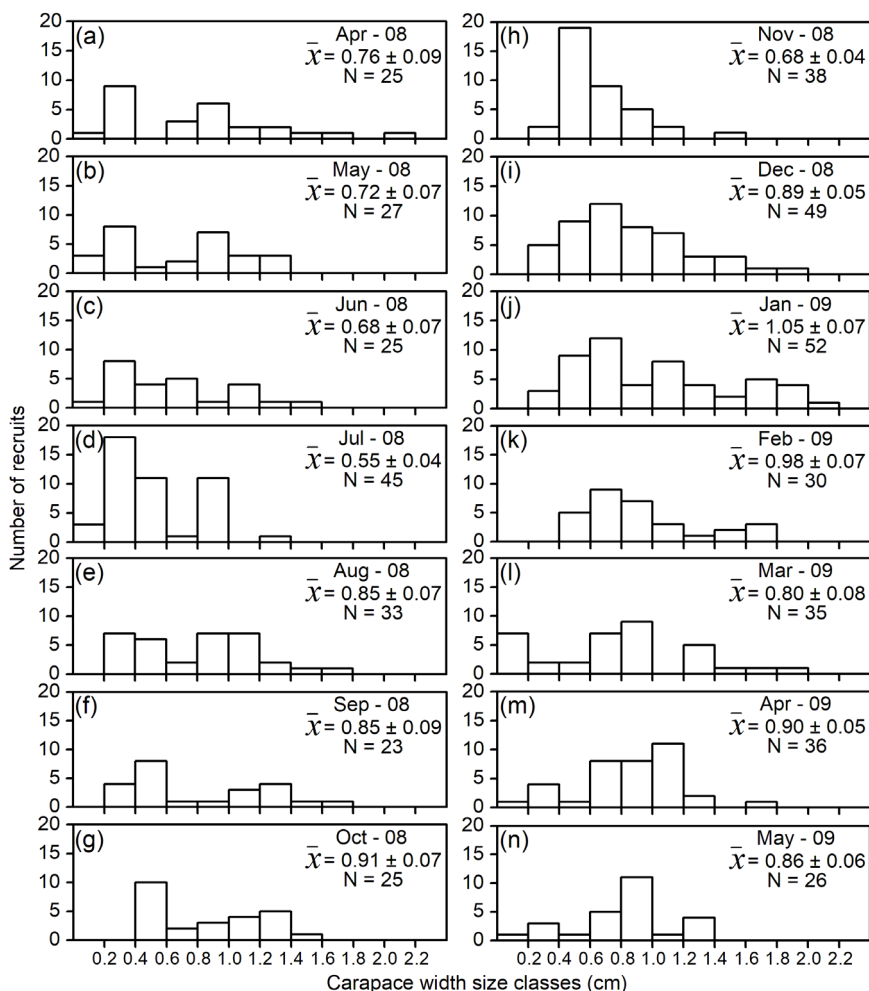 Number of recruits
(a)
Apr - 08
x̄ = 0.76 ± 0.09
N = 25
20
15
10
5
0
(b)
May - 08
x̄ = 0.72 ± 0.07
N = 27
20
15
10
5
0
(c)
Jun - 08
x̄ = 0.68 ± 0.07
N = 25
20
15
10
5
0
(d)
Jul - 08
x̄ = 0.55 ± 0.04
N = 45
20
15
10
5
0
(e)
Aug - 08
x̄ = 0.85 ± 0.07
N = 33
20
15
10
5
0
(f)
Sep - 08
x̄ = 0.85 ± 0.09
N = 23
20
15
10
5
0
(g)
Oct - 08
x̄ = 0.91 ± 0.07
N = 25
20
15
10
5
0
0.2 0.4 0.6 0.8 1.0 1.2 1.4 1.6 1.8 2.0 2.2
(h)
Nov - 08
x̄ = 0.68 ± 0.04
N = 38
20
15
10
5
0
(i)
Dec - 08
x̄ = 0.89 ± 0.05
N = 49
20
15
10
5
0
(j)
Jan - 09
x̄ = 1.05 ± 0.07
N = 52
20
15
10
5
0
(k)
Feb - 09
x̄ = 0.98 ± 0.07
N = 30
20
15
10
5
0
(l)
Mar - 09
x̄ = 0.80 ± 0.08
N = 35
20
15
10
5
0
(m)
Apr - 09
x̄ = 0.90 ± 0.05
N = 36
20
15
10
5
0
(n)
May - 09
x̄ = 0.86 ± 0.06
N = 26
20
15
10
5
0
0.2 0.4 0.6 0.8 1.0 1.2 1.4 1.6 1.8 2.0 2.2
Carapace width size classes (cm)